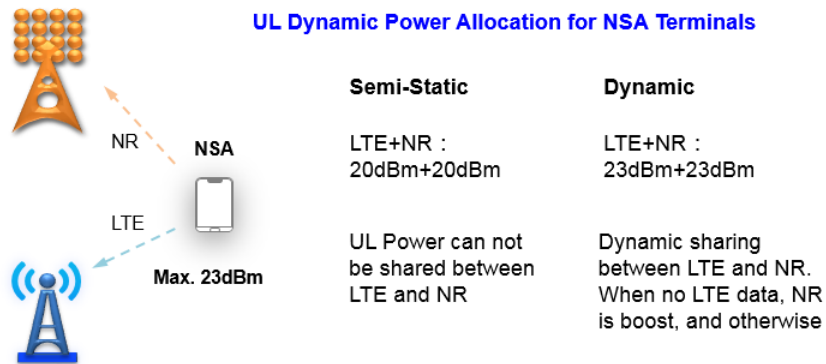 UL Dynamic Power Allocation for NSA Terminals
NR
NSA
LTE
Max. 23dBm
Semi-Static
LTE+NR：
20dBm+20dBm
UL Power can not
be shared between
LTE and NR
Dynamic
LTE+NR：
23dBm+23dBm
Dynamic sharing
between LTE and NR.
When no LTE data, NR
is boost, and otherwise